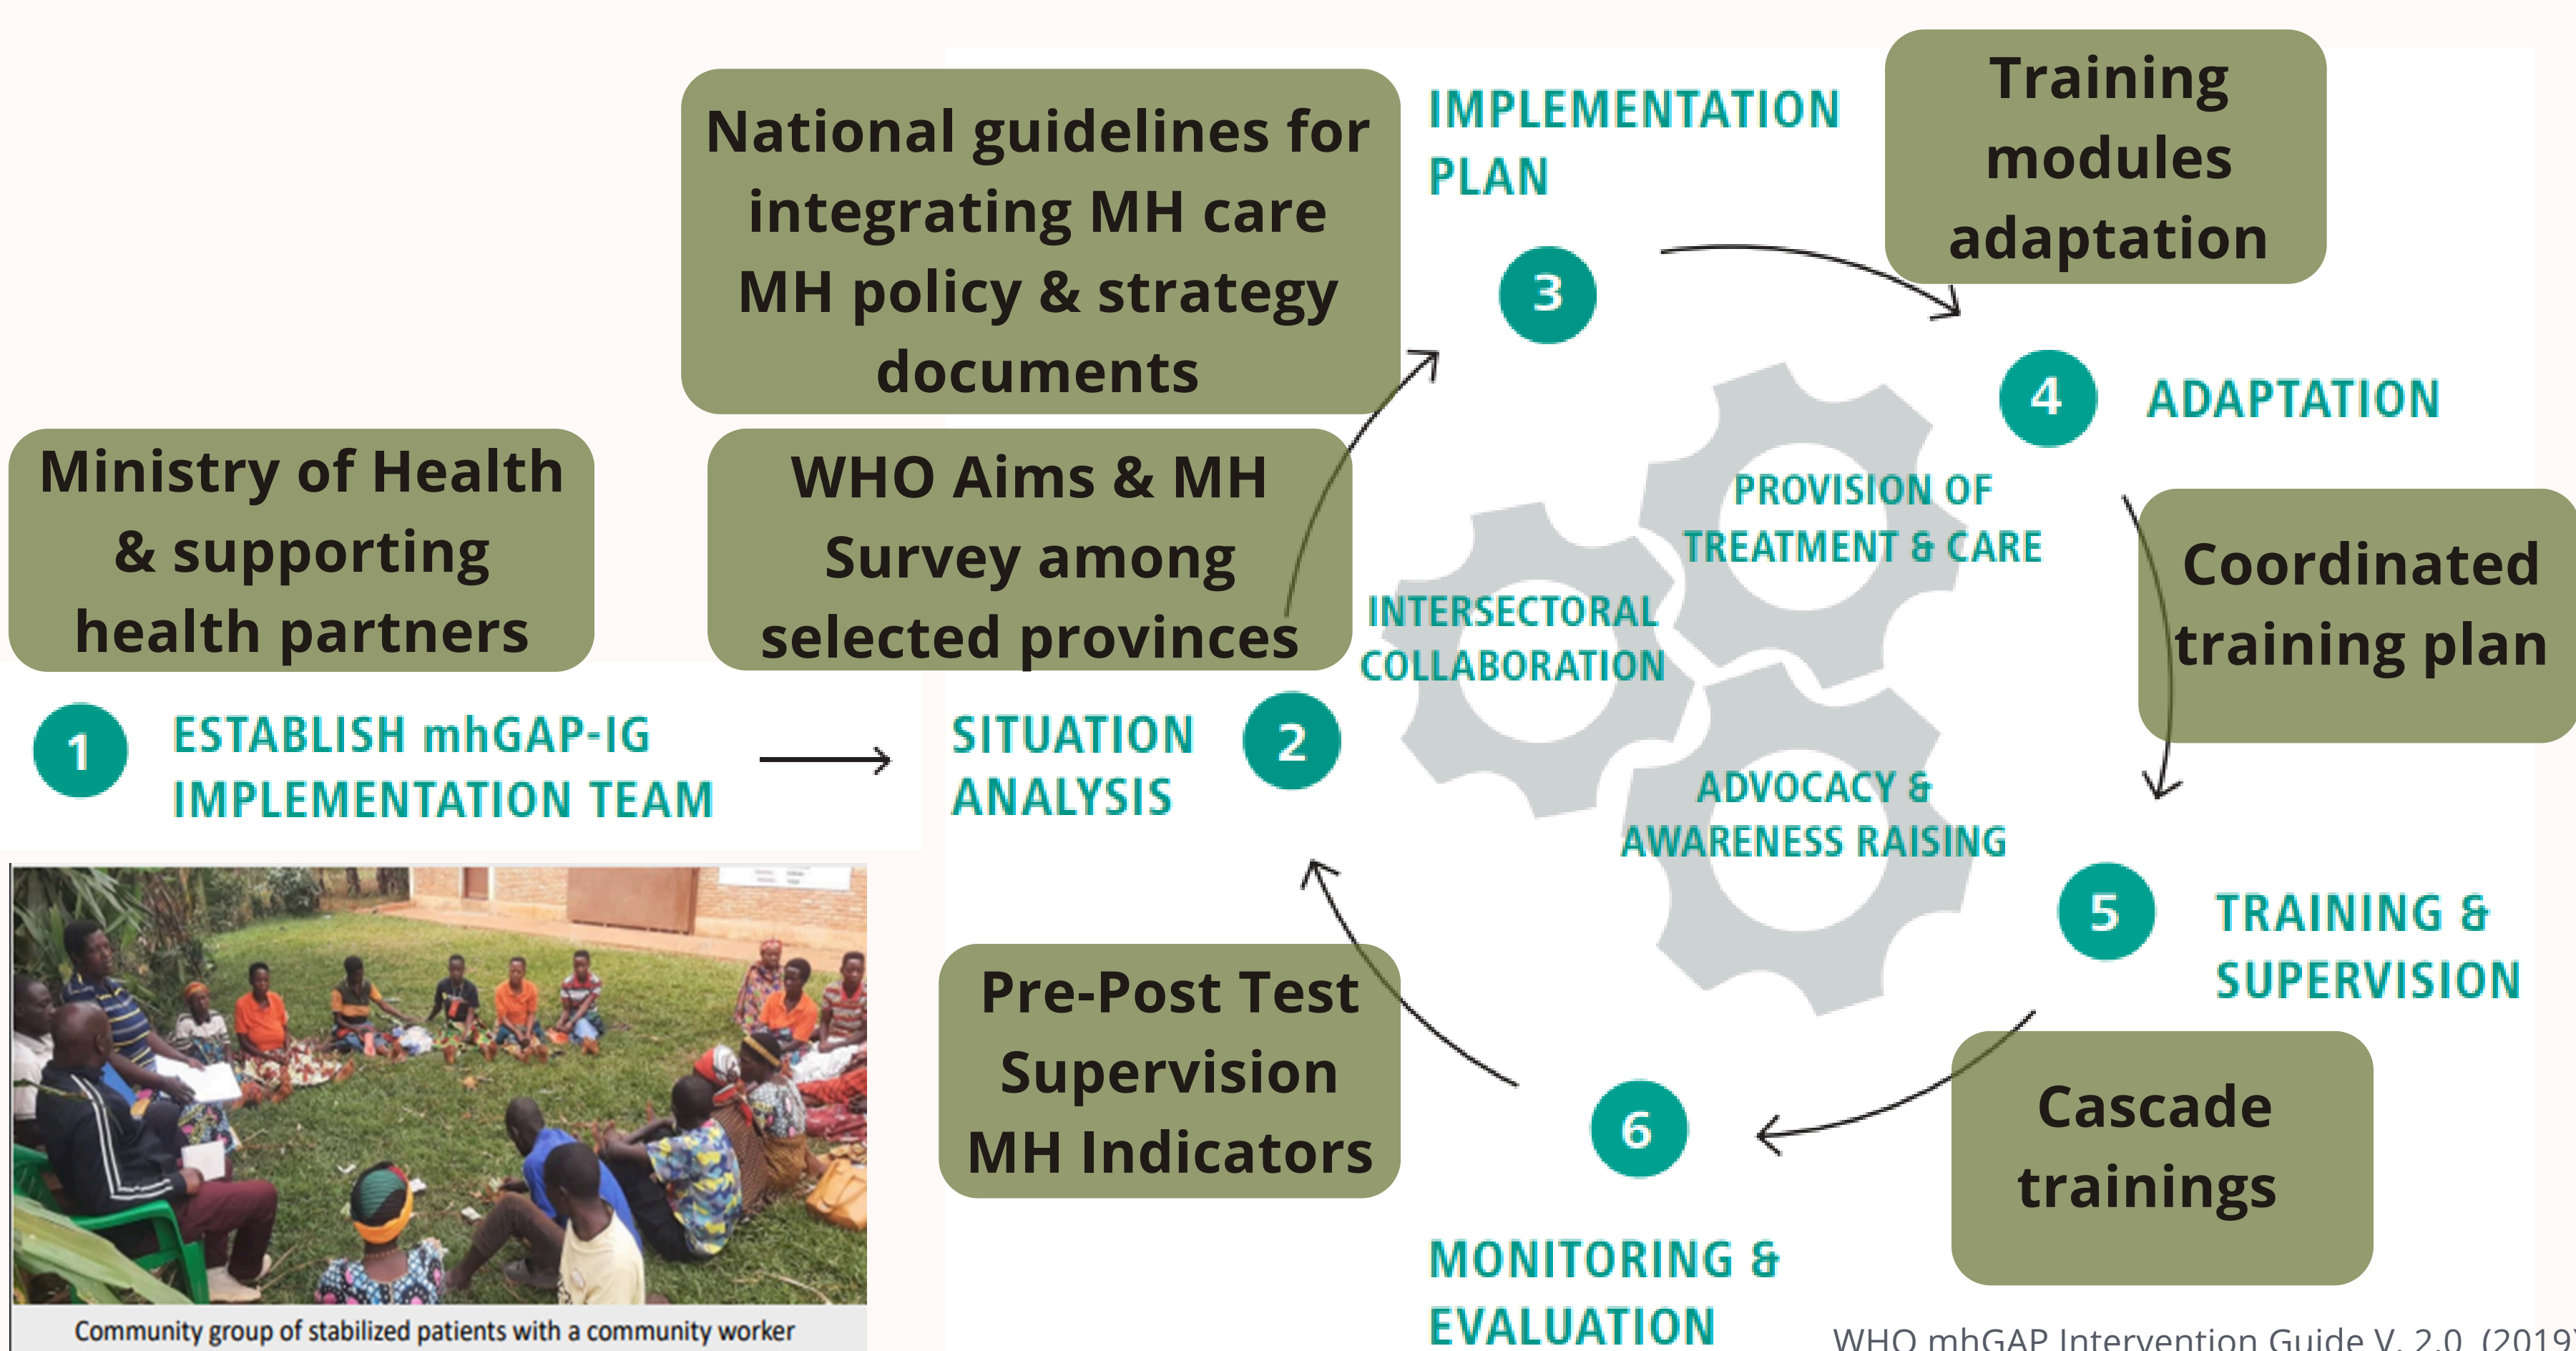 Ministry of Health
& supporting
health partners
1
ESTABLISH mhGAP-IG
IMPLEMENTATION TEAM
WHO Aims & MH
Survey among
selected provinces
SITUATION
ANALYSIS
2
National guidelines for
integrating MH care
MH policy & strategy
documents
IMPLEMENTATION
PLAN
3
Training
modules
adaptation
4
ADAPTATION
Coordinated
training plan
5
TRAINING &
SUPERVISION
Cascade
trainings
6
MONITORING &
EVALUATION
Pre-Post Test
Supervision
MH Indicators
PROVISION OF
TREATMENT & CARE
INTERSECTORAL
COLLABORATION
ADVOCACY &
AWARENESS RAISING
Community group of stabilized patients with a community worker
WHO mhGAP Intervention Guide V. 2.0 (2019)